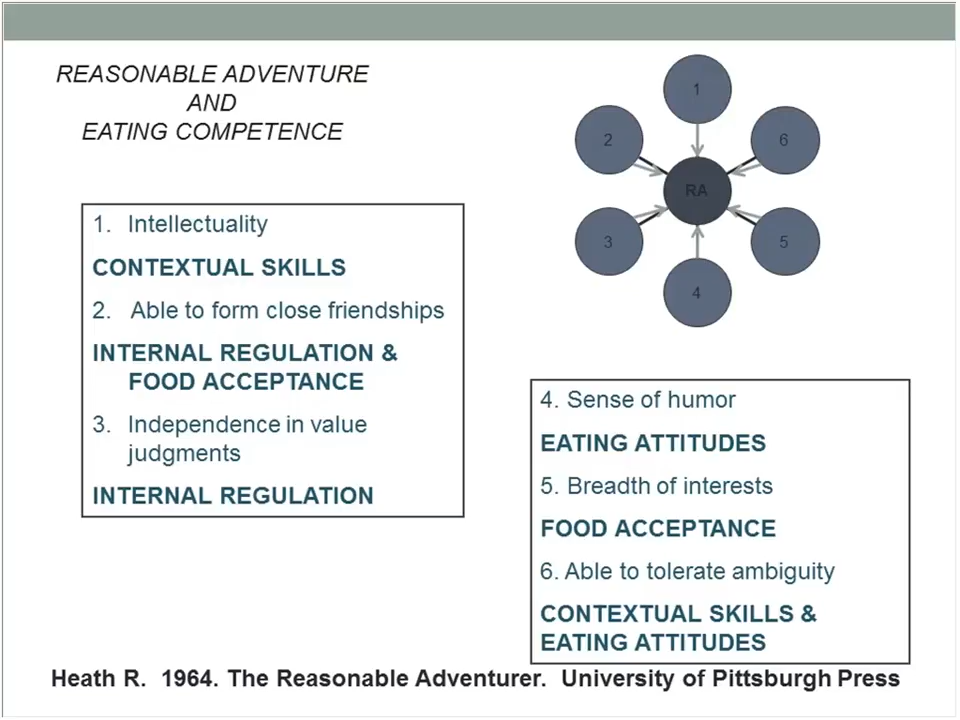 REASONABLE ADVENTURE
AND
EATING COMPETENCE
1. Intellectuality
CONTEXTUAL SKILLS
2. Able to form close friendships
INTERNAL REGULATION &
FOOD ACCEPTANCE
3. Independence in value
judgments
INTERNAL REGULATION
1
2
6
RA
3
5
4
4. Sense of humor
EATING ATTITUDES
5. Breadth of interests
FOOD ACCEPTANCE
6. Able to tolerate ambiguity
CONTEXTUAL SKILLS &
EATING ATTITUDES
Heath R. 1964. The Reasonable Adventurer. University of Pittsburgh Press